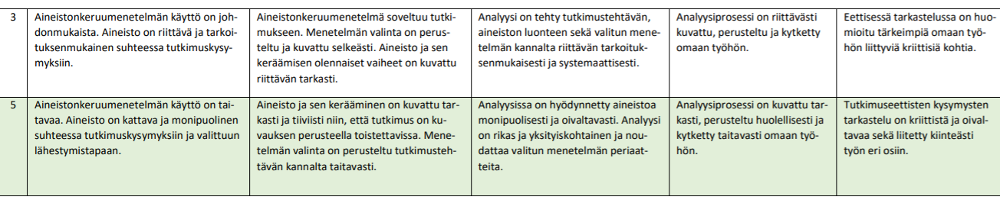 3
Aineistonkeruumenetelmän käyttö on joh-
donmukaista. Aineisto on riittävä ja tarkoi-
tuksenmukainen suhteessa tutkimuskysy-
myksiin.
Aineistonkeruumenetelmä soveltuu tutki-
mukseen. Menetelmän valinta on perus-
teltu ja kuvattu selkeästi. Aineisto ja sen
keräämisen olennaiset vaiheet on kuvattu
riittävän tarkasti.
Analyysi on tehty tutkimustehtävän,
aineiston luonteen sekä valitun mene-
telmän kannalta riittävän tarkoituk-
senmukaisesti ja systemaattisesti.
Analyysiprosessi on riittävästi
kuvattu, perusteltu ja kytketty
omaan työhön.
Eettisessä tarkastelussa on huo-
mioitu tärkeimpiä omaan työ-
hön liittyviä kriittisiä kohtia.
5
Aineistonkeruumenetelmän käyttö on tai-
tavaa. Aineisto on kattava ja monipuolinen
suhteessa tutkimuskysymyksiin ja valittuun
lähestymistapaan.
Aineisto ja sen kerääminen on kuvattu tar-
kasti ja tiiviisti niin, että tutkimus on ku-
vauksen perusteella toistettavissa. Mene-
telmän valinta on perusteltu tutkimusteh-
tävän kannalta taitavasti.
Analyysissa on hyödynnetty aineistoa
monipuolisesti ja oivaltavasti. Analyysi
on rikas ja yksityiskohtainen ja nou-
dattaa valitun menetelmän periaat-
teita.
Analyysiprosessi on kuvattu tar-
kasti, perusteltu huolellisesti ja
kytketty taitavasti omaan työ-
hön.
Tutkimuseettisten kysymysten
tarkastelu on kriittistä ja oival-
tavaa sekä liitetty kiinteästi
työn eri osiin.